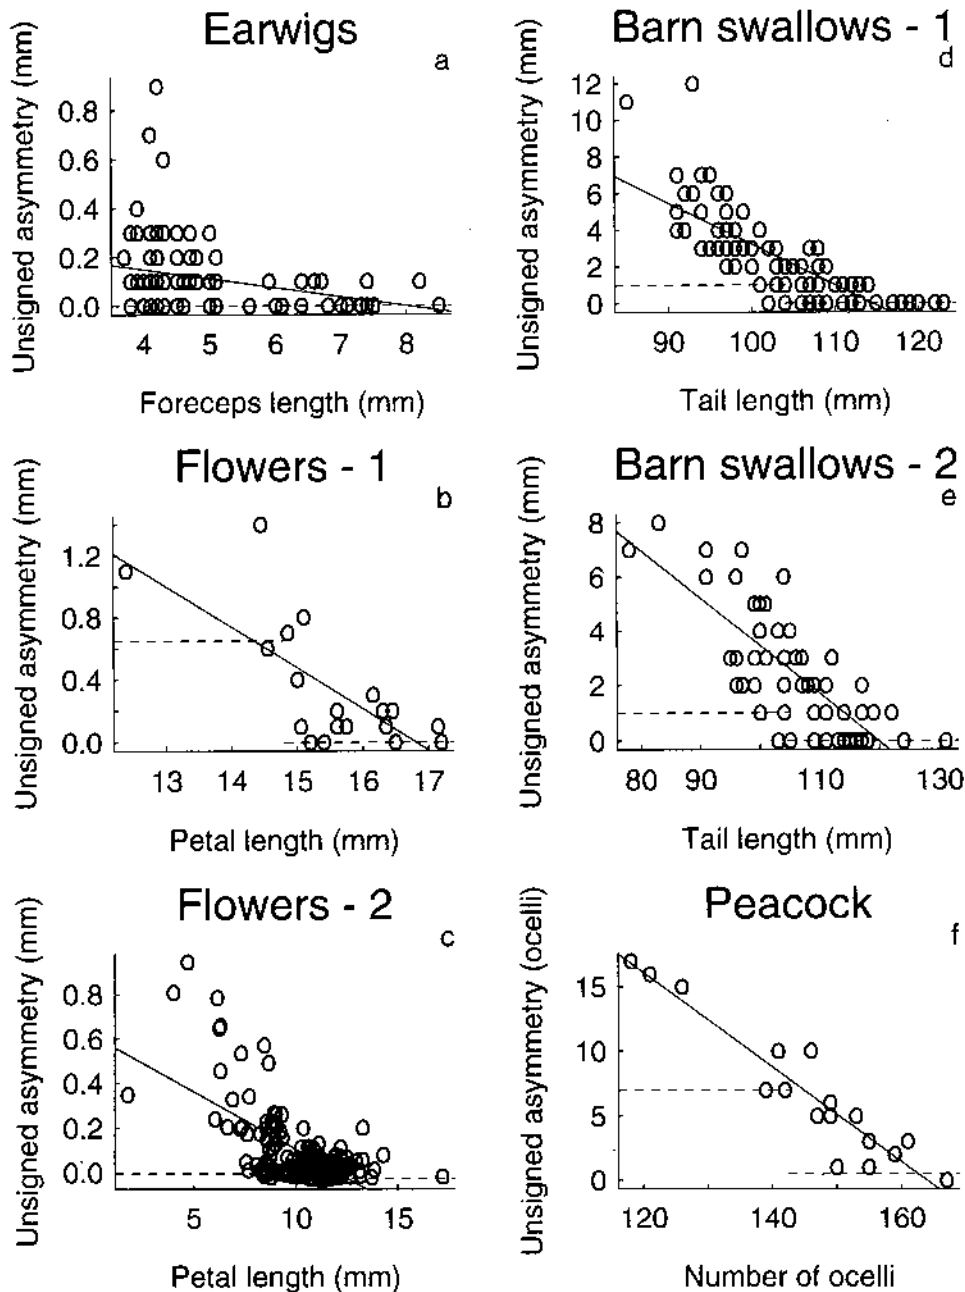 Earwigs
a
Unsigned asymmetry (mm)
0.8
0.6
0.4
0.2
0.0
4 5 6 7 8
Foreceps length (mm)
Barn swallows - 1
d
Unsigned asymmetry (mm)
12
10
8
6
4
2
0
90 100 110 120
Tail length (mm)
Flowers - 1
b
Unsigned asymmetry (mm)
1.2
0.8
0.4
0.0
13 14 15 16 17
Petal length (mm)
Barn swallows - 2
e
Unsigned asymmetry (mm)
8
6
4
2
0
80 90 110 130
Tail length (mm)
Flowers - 2
c
Unsigned asymmetry (mm)
0.8
0.6
0.4
0.2
0.0
5 10 15
Petal length (mm)
Peacock
f
Unsigned asymmetry (ocelli)
15
10
5
0
120 140 160
Number of ocelli